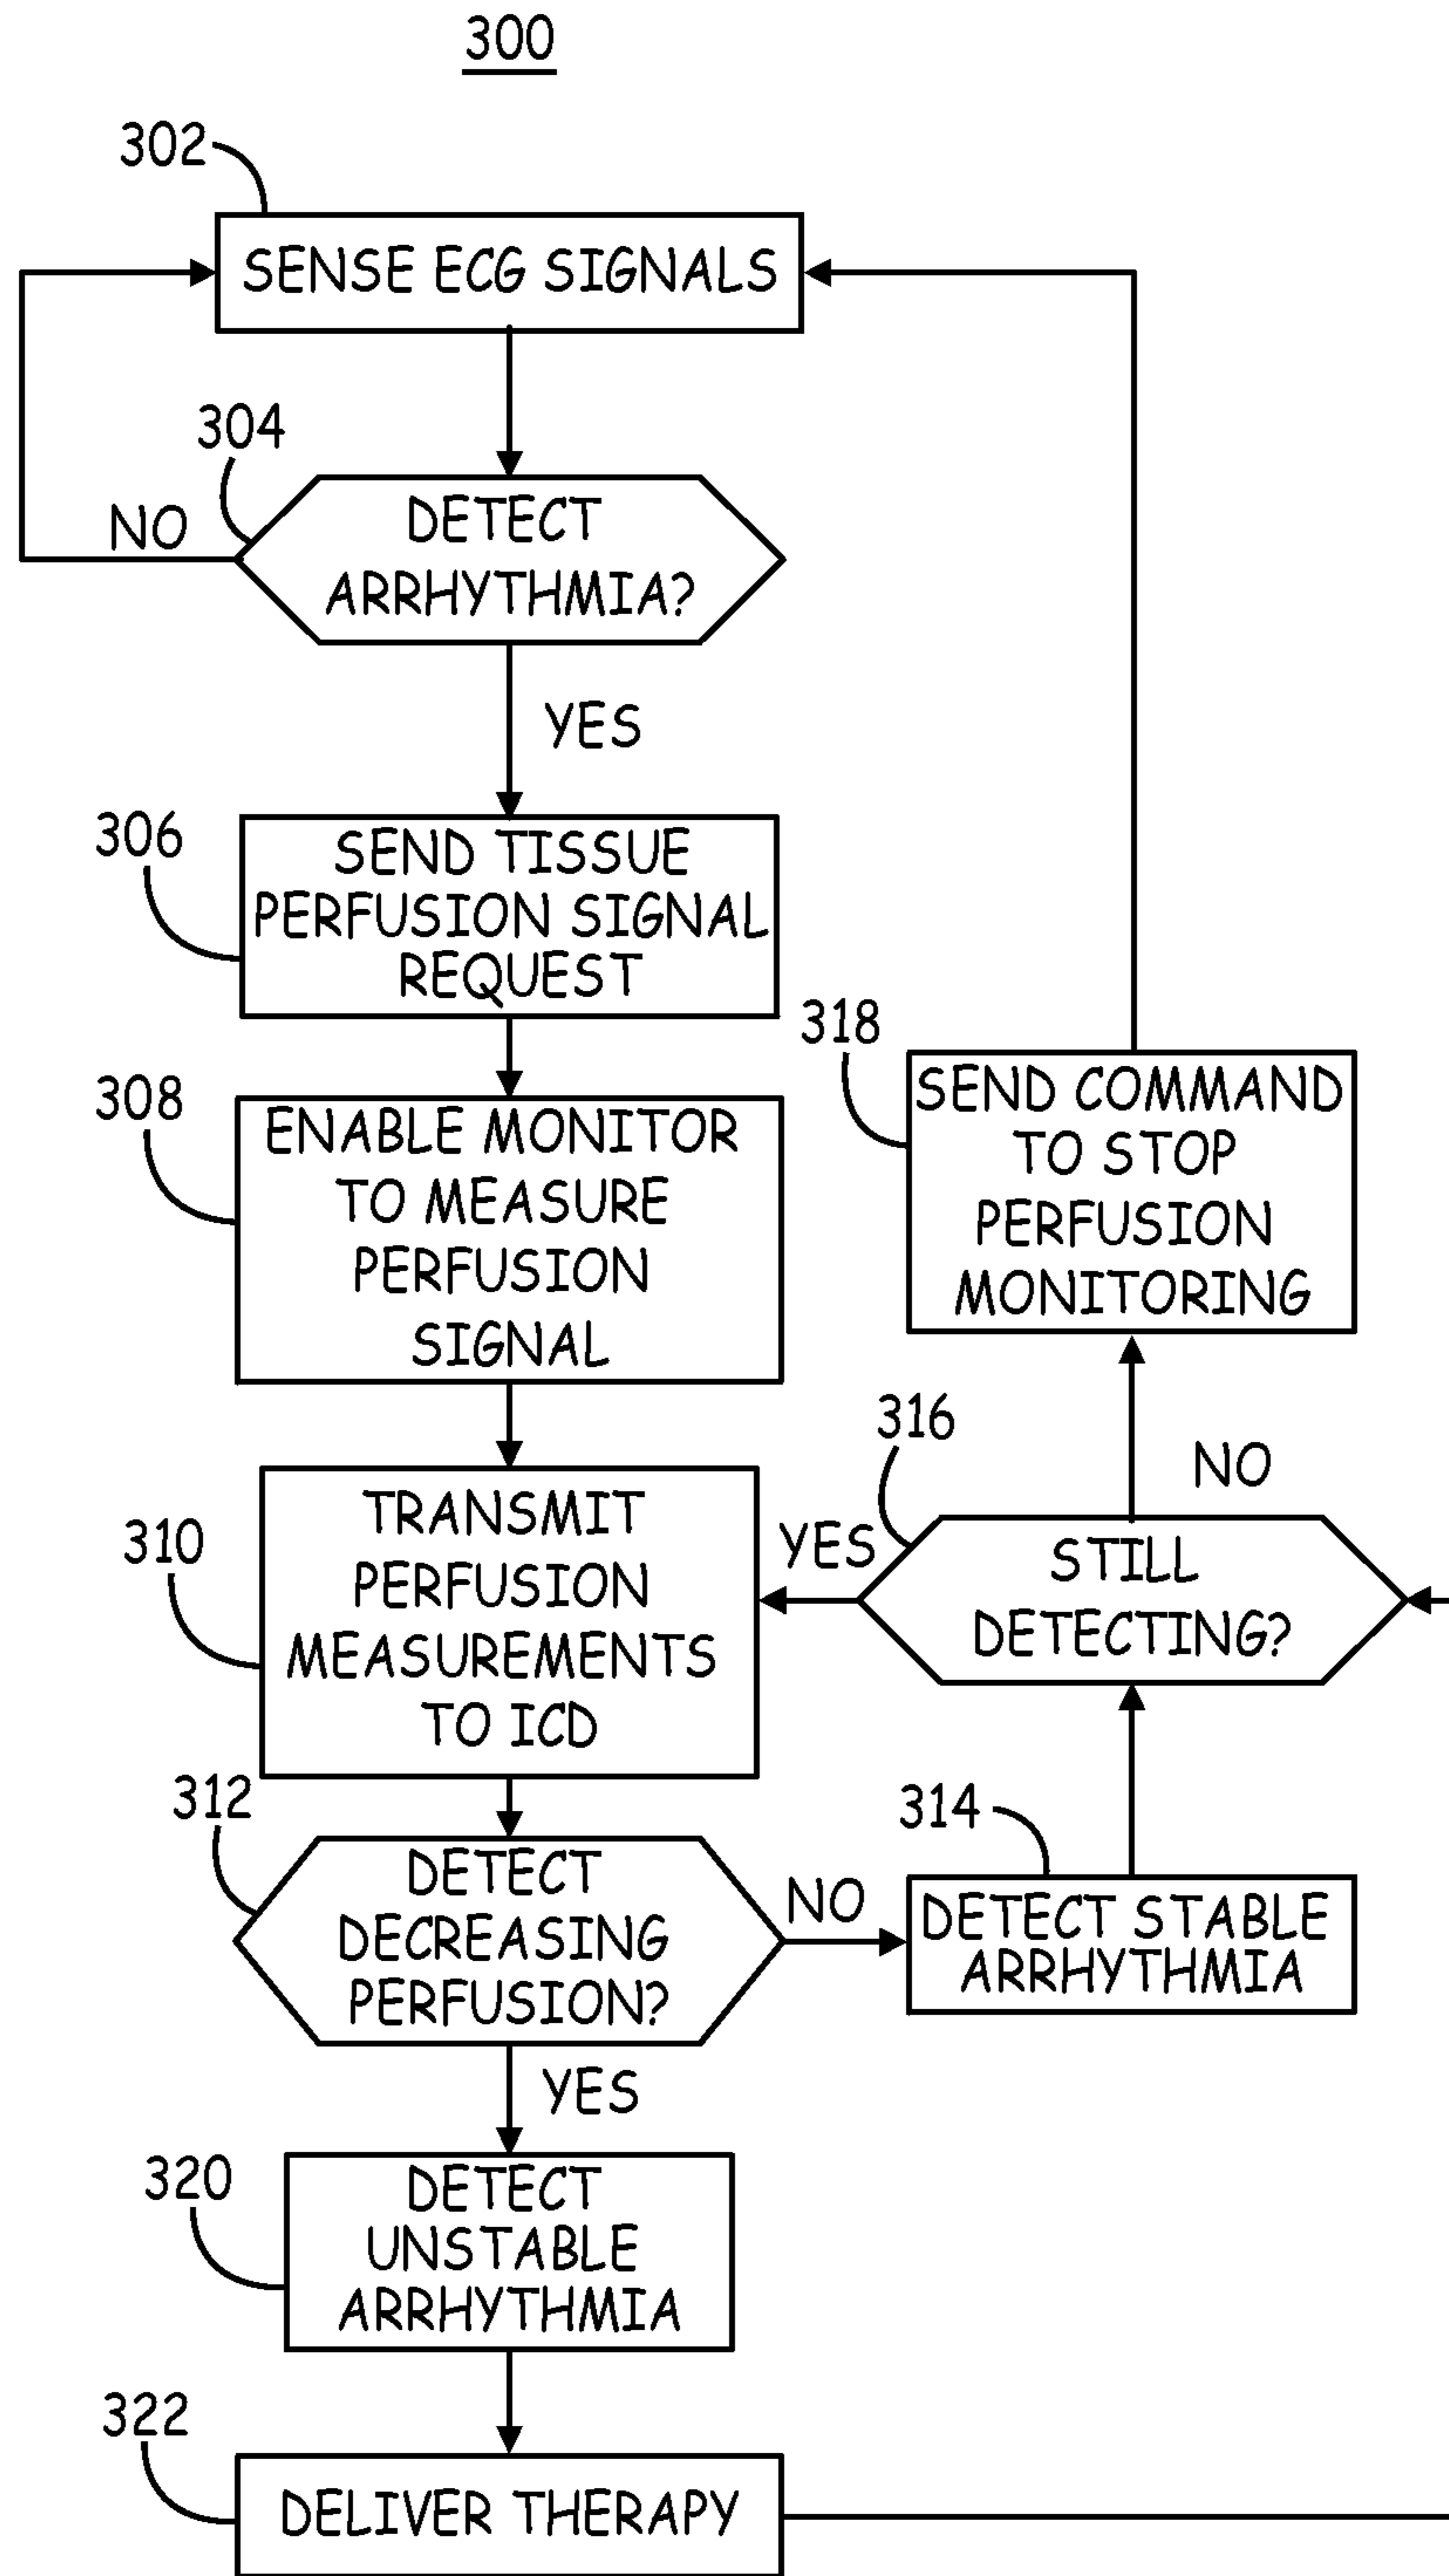 300
302
SENSE ECG SIGNALS
304
NO
DETECT
ARRHYTHMIA?
YES
306
SEND TISSUE
PERFUSION SIGNAL
REQUEST
308
ENABLE MONITOR
TO MEASURE
PERFUSION
SIGNAL
310
TRANSMIT
PERFUSION
MEASUREMENTS
TO ICD
312
DETECT
DECREASING
PERFUSION?
NO
314
DETECT STABLE
ARRHYTHMIA
316
STILL
DETECTING?
YES
NO
318
SEND COMMAND
TO STOP
PERFUSION
MONITORING
YES
320
DETECT
UNSTABLE
ARRHYTHMIA
322
DELIVER THERAPY